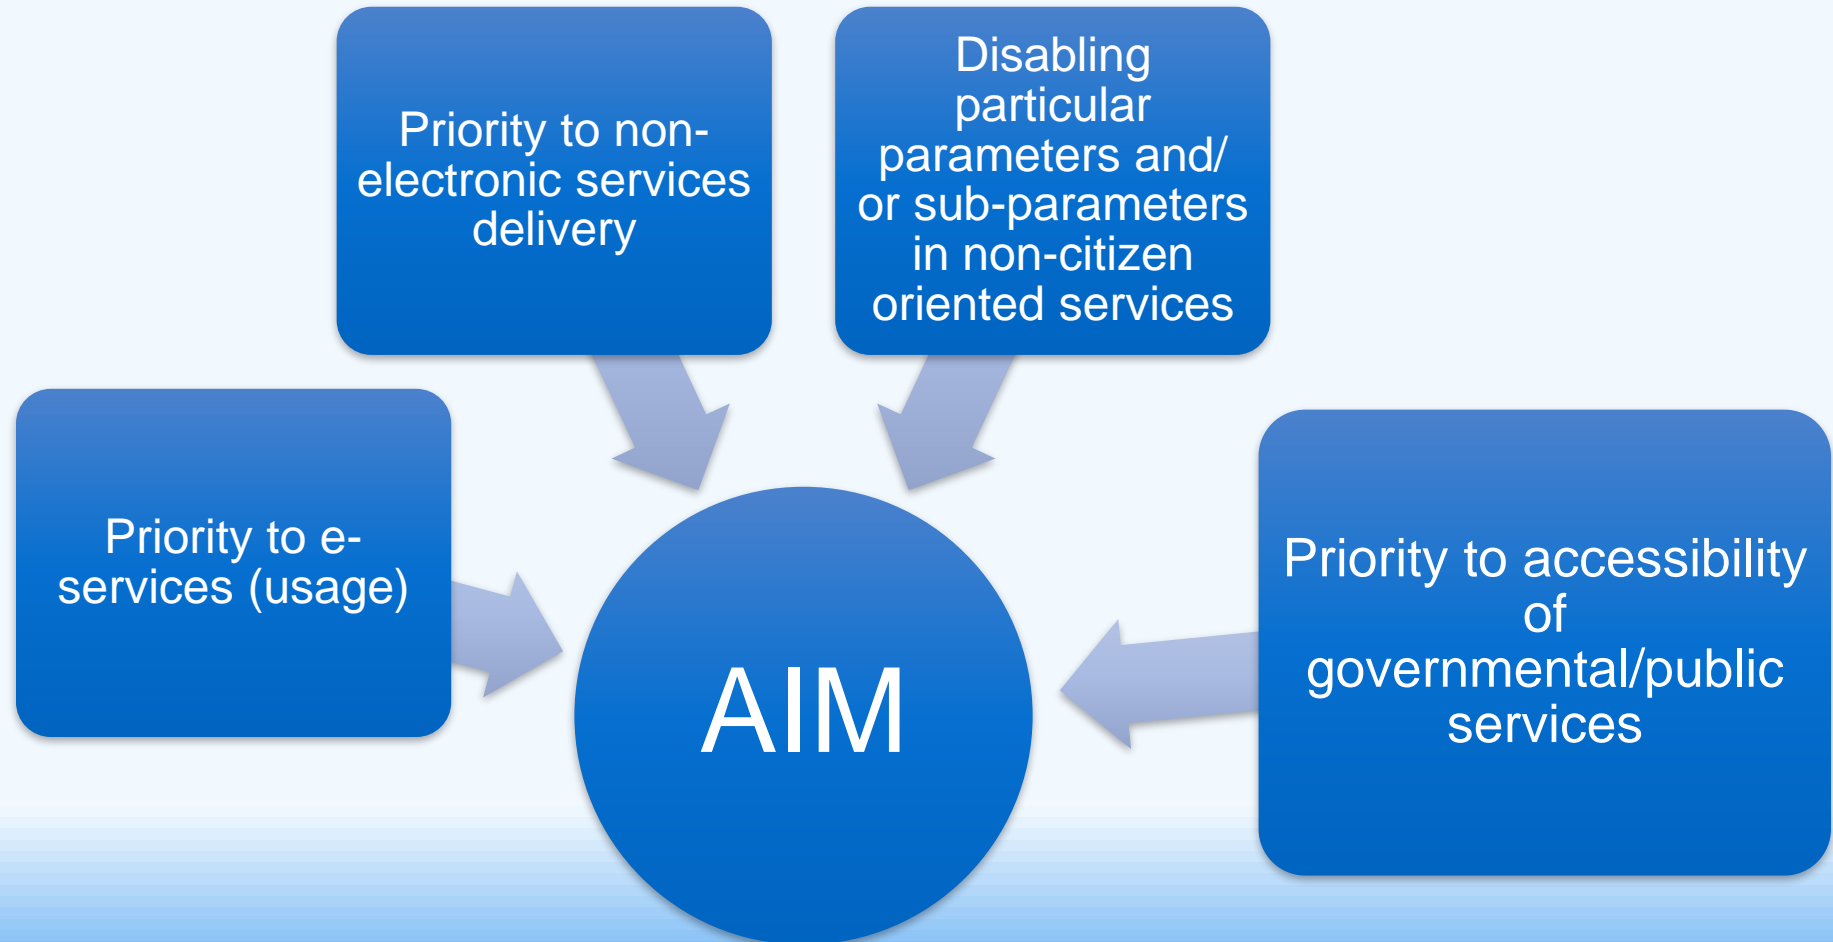 Priority to non-
electronic services
delivery
Disabling
particular
parameters and/
or sub-parameters
in non-citizen
oriented services
Priority to e-
services (usage)
AIM
Priority to accessibility
of
governmental/public
services